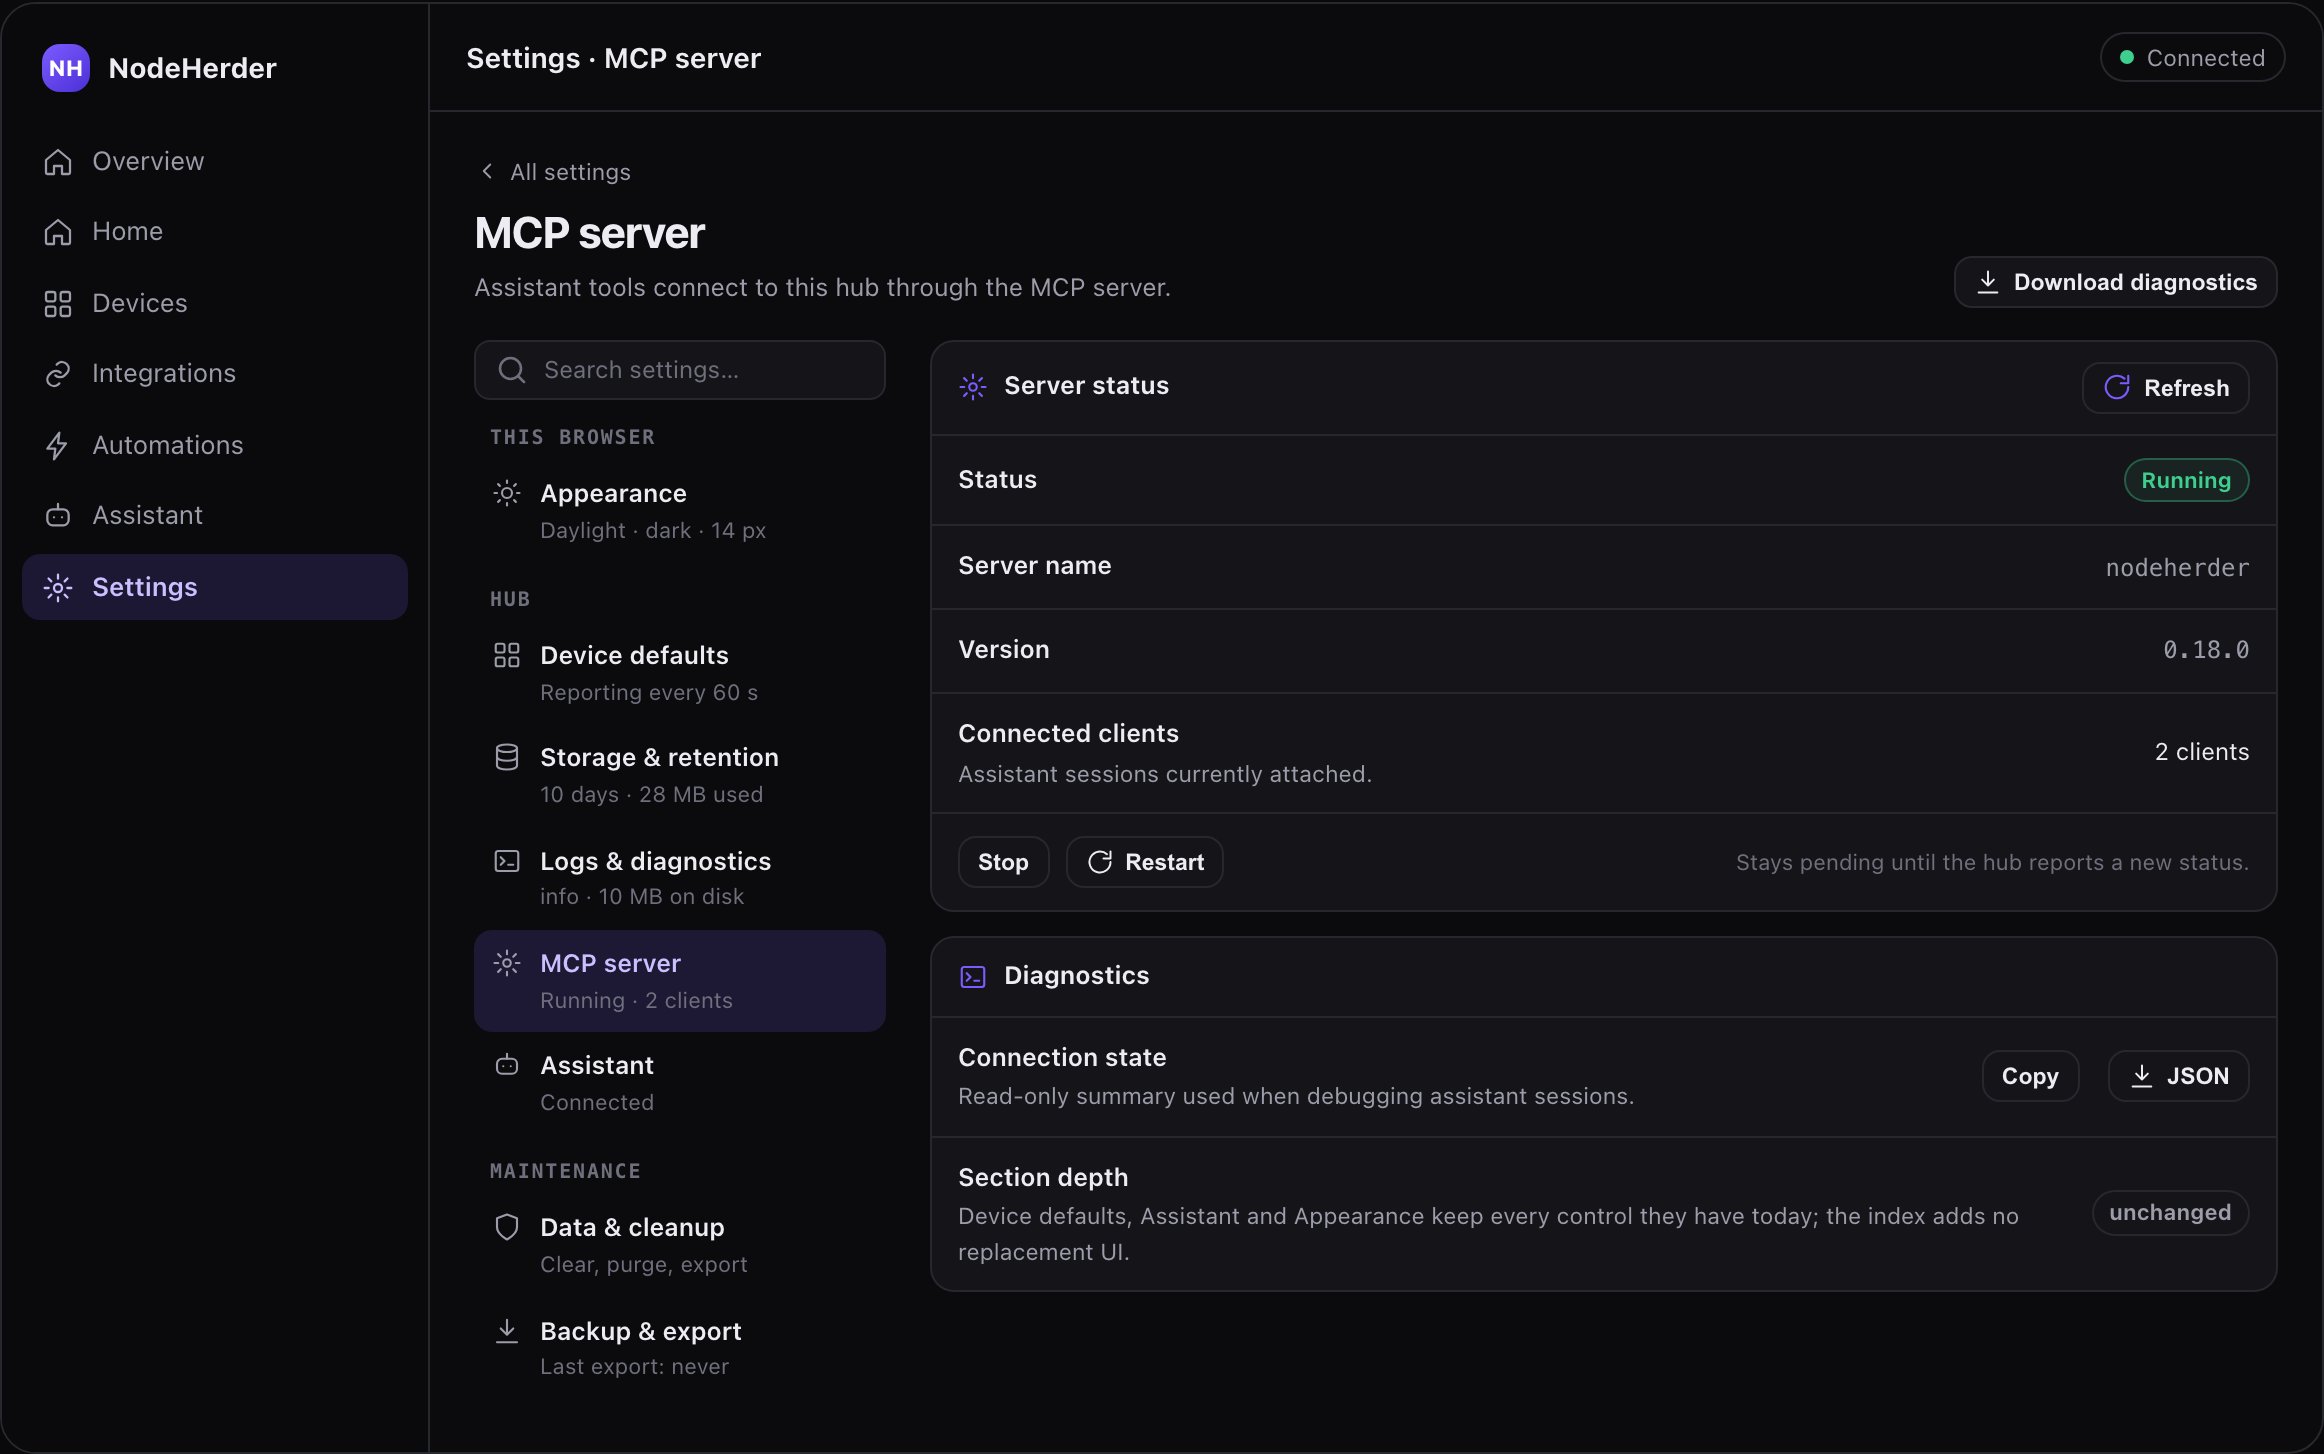 NH NodeHerder
Overview
Home
Devices
Integrations
Automations
Assistant
Settings
Settings · MCP server
Connected
All settings
MCP server
Assistant tools connect to this hub through the MCP server.
Download diagnostics
Search settings...
THIS BROWSER
Appearance
Daylight · dark · 14 px
HUB
Device defaults
Reporting every 60 s
Storage & retention
10 days · 28 MB used
Logs & diagnostics
info · 10 MB on disk
MCP server
Running · 2 clients
Assistant
Connected
MAINTENANCE
Data & cleanup
Clear, purge, export
Backup & export
Last export: never
Server status
Refresh
Status
Running
Server name
nodeherder
Version
0.18.0
Connected clients
Assistant sessions currently attached.
2 clients
Stop
Restart
Stays pending until the hub reports a new status.
Diagnostics
Connection state
Read-only summary used when debugging assistant sessions.
Copy
JSON
Section depth
Device defaults, Assistant and Appearance keep every control they have today; the index adds no
replacement UI.
unchanged